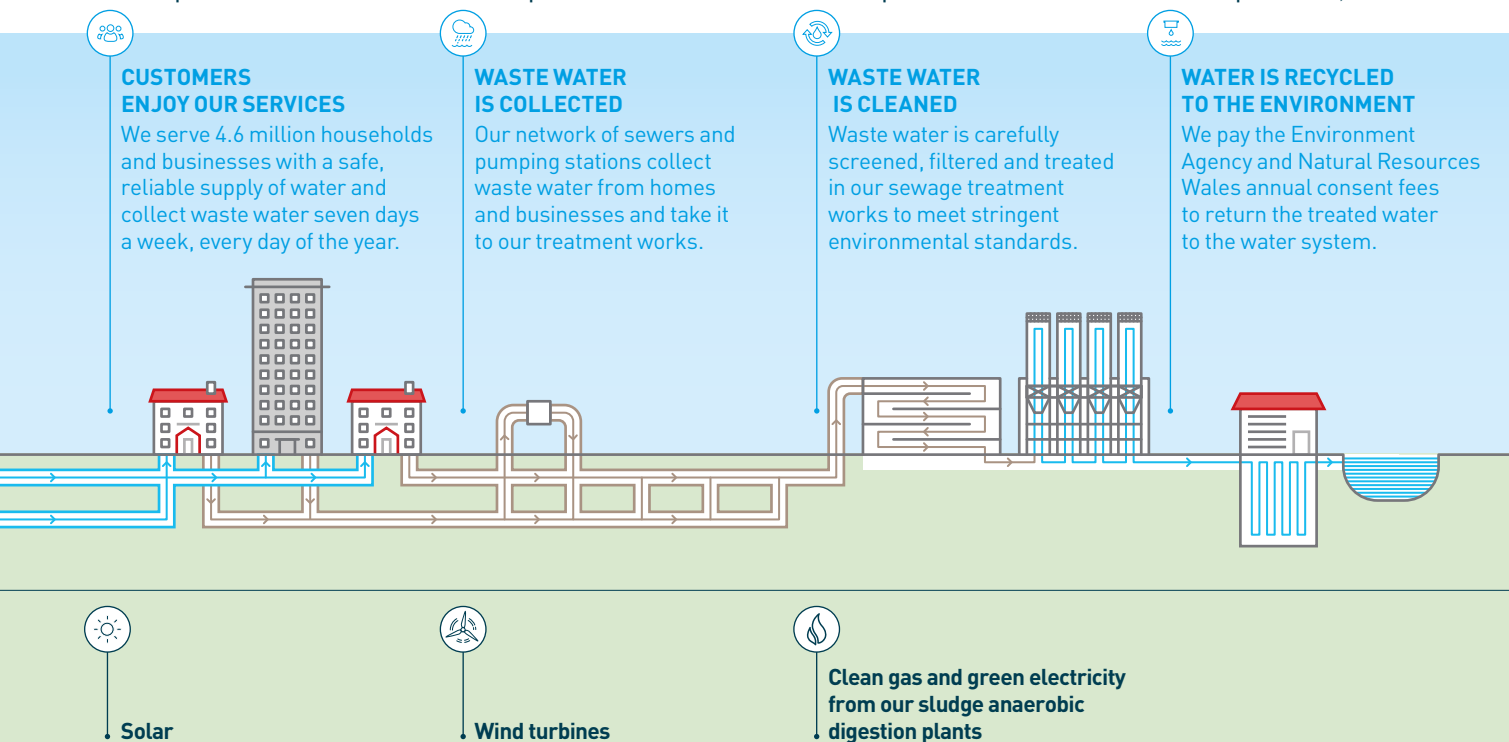 CUSTOMERS
ENJOY OUR SERVICES
We serve 4.6 million households
and businesses with a safe,
reliable supply of water and
collect waste water seven days
a week, every day of the year.
WASTE WATER
IS COLLECTED
Our network of sewers and
pumping stations collect
waste water from homes
and businesses and take it
to our treatment works.
WASTE WATER
IS CLEANED
Waste water is carefully
screened, filtered and treated
in our sewage treatment
works to meet stringent
environmental standards.
WATER IS RECYCLED
TO THE ENVIRONMENT
We pay the Environment
Agency and Natural Resources
Wales annual consent fees
to return the treated water
to the water system.
Solar
Wind turbines
Clean gas and green electricity
from our sludge anaerobic
digestion plants